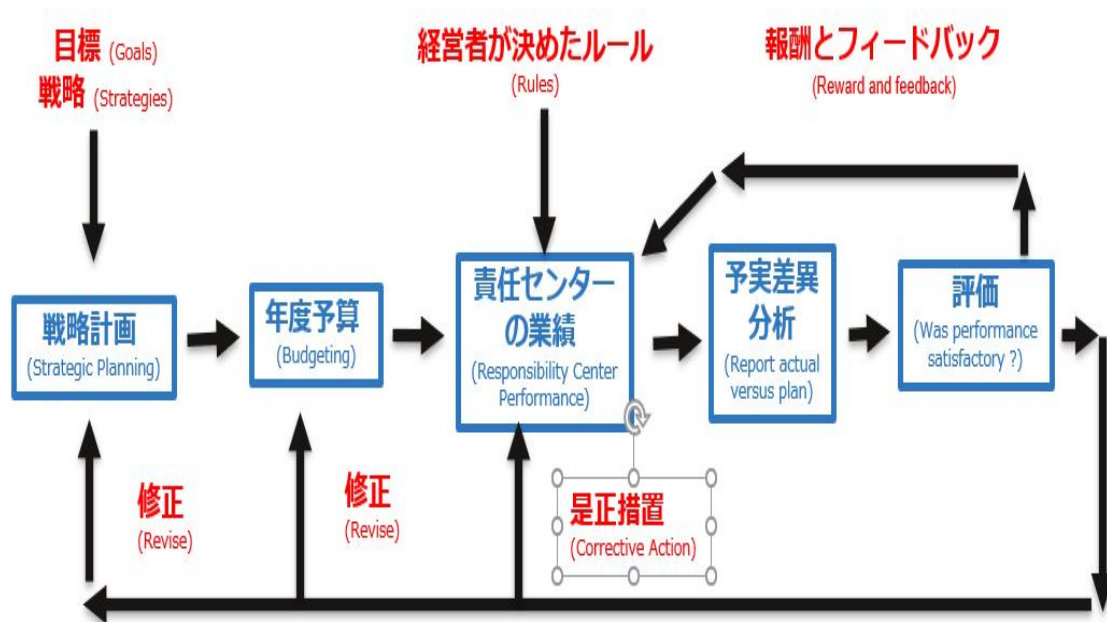 目標 (Goals)
戦略 (Strategies)
経営者が決めたルール
(Rules)
報酬とフィードバック
(Reward and feedback)
戦略計画
(Strategic Planning)
年度予算
(Budgeting)
責任センター
の業績
(Responsibility Center
Performance)
予実差異
分析
(Report actual
versus plan)
評価
(Was performance
satisfactory ?)
修正
(Revise)
修正
(Revise)
是正措置
(Corrective Action)